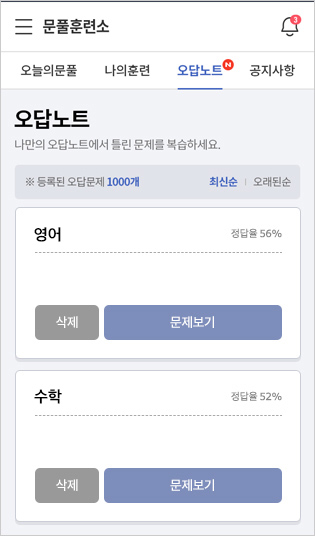 문풀훈련소
3
오늘의문풀 나의훈련 오답노트 N 공지사항
오답노트
나만의 오답노트에서 틀린 문제를 복습하세요.
※ 등록된 오답문제 1000개 최신순 | 오래된순
영어 정답율 56%
삭제 문제보기
수학 정답율 52%
삭제 문제보기